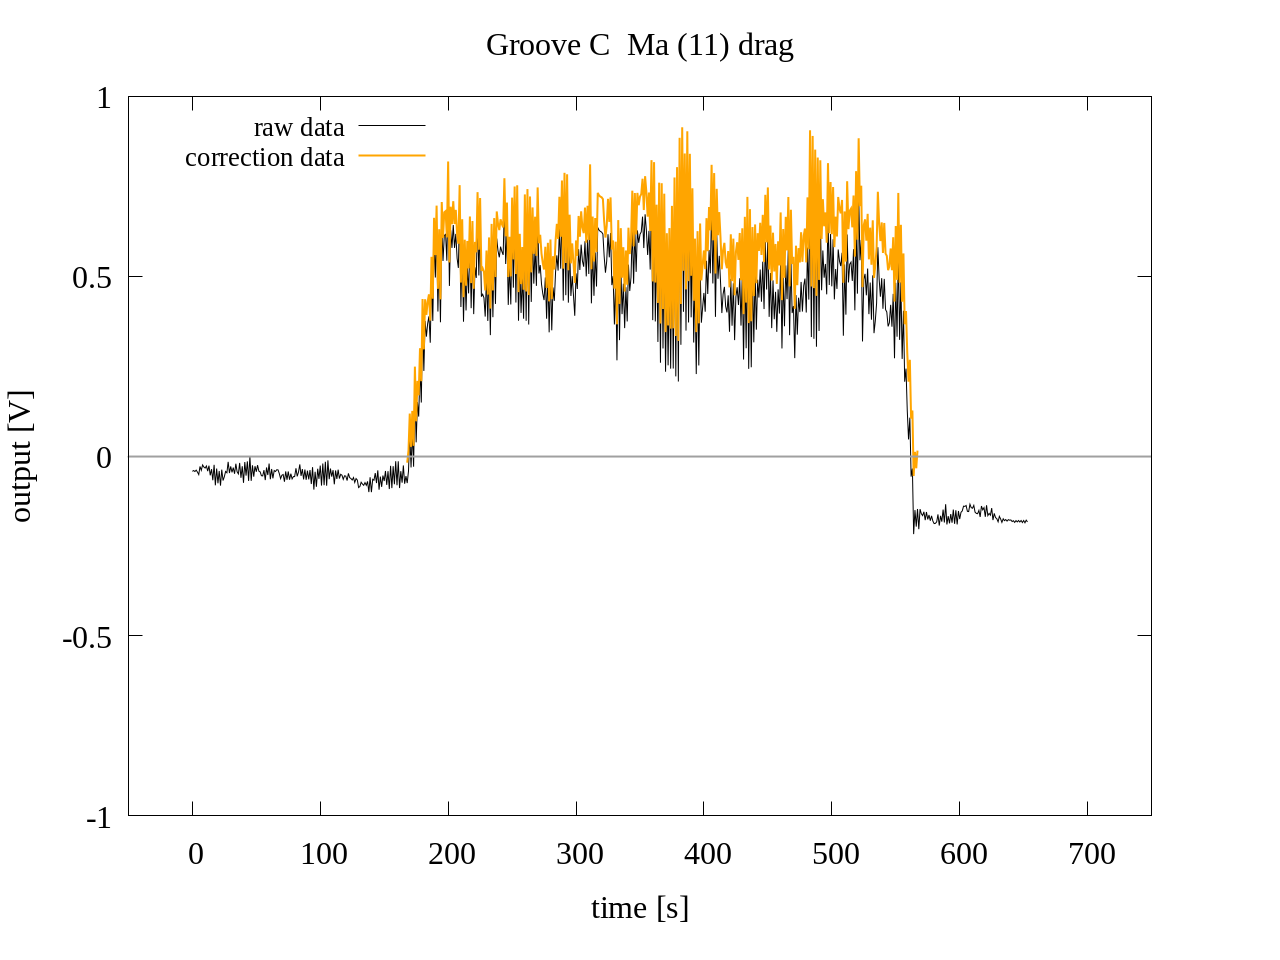 Groove C  Ma (11) drag
raw data
correction data
output [V]
1
0.5
0
-0.5
-1
0 100 200 300 400 500 600 700
time [s]